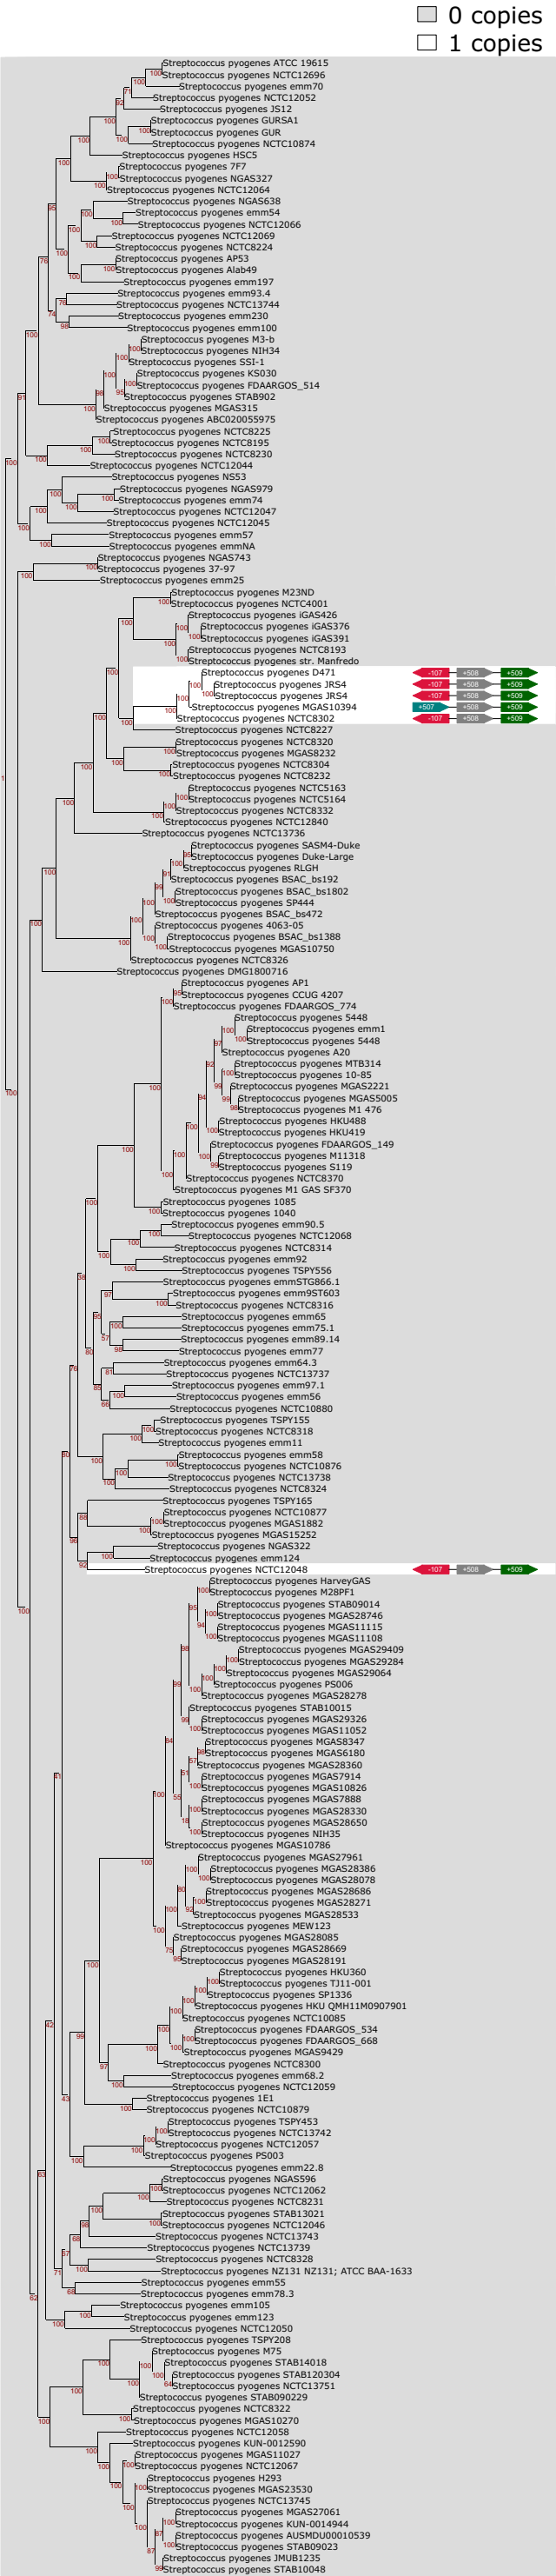 0 copies
1 copies
Streptococcus pyogenes ATCC 19615
Streptococcus pyogenes NCTC12696
Streptococcus pyogenes emm70
Streptococcus pyogenes NCTC12052
Streptococcus pyogenes JS12
Streptococcus pyogenes GURSA1
Streptococcus pyogenes GUR
Streptococcus pyogenes NCTC10874
Streptococcus pyogenes HSC5
Streptococcus pyogenes 7F7
Streptococcus pyogenes NGAS327
Streptococcus pyogenes NCTC12064
Streptococcus pyogenes NGAS638
Streptococcus pyogenes emm54
Streptococcus pyogenes NCTC12066
Streptococcus pyogenes NCTC12069
Streptococcus pyogenes NCTC8224
Streptococcus pyogenes AP53
Streptococcus pyogenes Alab49
Streptococcus pyogenes emm197
Streptococcus pyogenes emm93.4
Streptococcus pyogenes NCTC13744
Streptococcus pyogenes emm230
Streptococcus pyogenes emm100
Streptococcus pyogenes M3-b
Streptococcus pyogenes NIH34
Streptococcus pyogenes SSI-1
Streptococcus pyogenes KS030
Streptococcus pyogenes FDAARGOS_514
Streptococcus pyogenes STAB902
Streptococcus pyogenes MGAS315
Streptococcus pyogenes ABC020055975
Streptococcus pyogenes NCTC8225
Streptococcus pyogenes NCTC8195
Streptococcus pyogenes NCTC8230
Streptococcus pyogenes NCTC12044
Streptococcus pyogenes NS53
Streptococcus pyogenes NGAS979
Streptococcus pyogenes emm74
Streptococcus pyogenes NCTC12047
Streptococcus pyogenes NCTC12045
Streptococcus pyogenes emm57
Streptococcus pyogenes emmNA
Streptococcus pyogenes NGAS743
Streptococcus pyogenes 37-97
Streptococcus pyogenes emm25
Streptococcus pyogenes M23ND
Streptococcus pyogenes NCTC4001
Streptococcus pyogenes iGAS426
Streptococcus pyogenes iGAS376
Streptococcus pyogenes iGAS391
Streptococcus pyogenes NCTC8193
Streptococcus pyogenes str. Manfredo
Streptococcus pyogenes D471 -107 +508 +509
Streptococcus pyogenes JRS4 -107 +508 +509
Streptococcus pyogenes JRS4 -107 +508 +509
Streptococcus pyogenes MGAS10394 +507 +508 +509
Streptococcus pyogenes NCTC8302 -107 +508 +509
Streptococcus pyogenes NCTC8227
Streptococcus pyogenes NCTC8320
Streptococcus pyogenes MGAS8232
Streptococcus pyogenes NCTC8304
Streptococcus pyogenes NCTC8232
Streptococcus pyogenes NCTC5163
Streptococcus pyogenes NCTC5164
Streptococcus pyogenes NCTC8332
Streptococcus pyogenes NCTC12840
Streptococcus pyogenes NCTC13736
Streptococcus pyogenes SASM4-Duke
Streptococcus pyogenes Duke-Large
Streptococcus pyogenes RLGH
Streptococcus pyogenes BSAC_bs192
Streptococcus pyogenes BSAC_bs1802
Streptococcus pyogenes SP444
Streptococcus pyogenes BSAC_bs472
Streptococcus pyogenes 4063-05
Streptococcus pyogenes BSAC_bs1388
Streptococcus pyogenes MGAS10750
Streptococcus pyogenes NCTC8326
Streptococcus pyogenes DMG1800716
Streptococcus pyogenes AP1
Streptococcus pyogenes CCUG 4207
Streptococcus pyogenes FDAARGOS_774
Streptococcus pyogenes 5448
Streptococcus pyogenes emm1
Streptococcus pyogenes 5448
Streptococcus pyogenes A20
Streptococcus pyogenes MTB314
Streptococcus pyogenes 10-85
Streptococcus pyogenes MGAS2221
Streptococcus pyogenes MGAS5005
Streptococcus pyogenes M1 476
Streptococcus pyogenes HKU488
Streptococcus pyogenes HKU419
Streptococcus pyogenes FDAARGOS_149
Streptococcus pyogenes M11318
Streptococcus pyogenes S119
Streptococcus pyogenes NCTC8370
Streptococcus pyogenes M1 GAS SF370
Streptococcus pyogenes 1085
Streptococcus pyogenes 1040
Streptococcus pyogenes emm90.5
Streptococcus pyogenes NCTC12068
Streptococcus pyogenes NCTC8314
Streptococcus pyogenes emm92
Streptococcus pyogenes TSPY556
Streptococcus pyogenes emmSTG866.1
Streptococcus pyogenes emm9ST603
Streptococcus pyogenes NCTC8316
Streptococcus pyogenes emm65
Streptococcus pyogenes emm75.1
Streptococcus pyogenes emm89.14
Streptococcus pyogenes emm77
Streptococcus pyogenes emm64.3
Streptococcus pyogenes NCTC13737
Streptococcus pyogenes emm97.1
Streptococcus pyogenes emm56
Streptococcus pyogenes NCTC10880
Streptococcus pyogenes TSPY155
Streptococcus pyogenes NCTC8318
Streptococcus pyogenes emm11
Streptococcus pyogenes emm58
Streptococcus pyogenes NCTC10876
Streptococcus pyogenes NCTC13738
Streptococcus pyogenes NCTC8324
Streptococcus pyogenes TSPY165
Streptococcus pyogenes NCTC10877
Streptococcus pyogenes MGAS1882
Streptococcus pyogenes MGAS15252
Streptococcus pyogenes NGAS322
Streptococcus pyogenes emm124
Streptococcus pyogenes NCTC12048 -107 +508 +509
Streptococcus pyogenes HarveyGAS
Streptococcus pyogenes M28PF1
Streptococcus pyogenes STAB09014
Streptococcus pyogenes MGAS28746
Streptococcus pyogenes MGAS11115
Streptococcus pyogenes MGAS11108
Streptococcus pyogenes MGAS29409
Streptococcus pyogenes MGAS29284
Streptococcus pyogenes MGAS29064
Streptococcus pyogenes PS006
Streptococcus pyogenes MGAS28278
Streptococcus pyogenes STAB10015
Streptococcus pyogenes MGAS29326
Streptococcus pyogenes MGAS11052
Streptococcus pyogenes MGAS8347
Streptococcus pyogenes MGAS6180
Streptococcus pyogenes MGAS28360
Streptococcus pyogenes MGAS7914
Streptococcus pyogenes MGAS10826
Streptococcus pyogenes MGAS7888
Streptococcus pyogenes MGAS28330
Streptococcus pyogenes MGAS28650
Streptococcus pyogenes NIH35
Streptococcus pyogenes MGAS10786
Streptococcus pyogenes MGAS27961
Streptococcus pyogenes MGAS28386
Streptococcus pyogenes MGAS28078
Streptococcus pyogenes MGAS28686
Streptococcus pyogenes MGAS28271
Streptococcus pyogenes MGAS28533
Streptococcus pyogenes MEW123
Streptococcus pyogenes MGAS28085
Streptococcus pyogenes MGAS28669
Streptococcus pyogenes MGAS28191
Streptococcus pyogenes HKU360
Streptococcus pyogenes TJ11-001
Streptococcus pyogenes SP1336
Streptococcus pyogenes HKU QMH11M0907901
Streptococcus pyogenes NCTC10085
Streptococcus pyogenes FDAARGOS_534
Streptococcus pyogenes FDAARGOS_668
Streptococcus pyogenes MGAS9429
Streptococcus pyogenes NCTC8300
Streptococcus pyogenes emm68.2
Streptococcus pyogenes NCTC12059
Streptococcus pyogenes 1E1
Streptococcus pyogenes NCTC10879
Streptococcus pyogenes TSPY453
Streptococcus pyogenes NCTC13742
Streptococcus pyogenes NCTC12057
Streptococcus pyogenes PS003
Streptococcus pyogenes emm22.8
Streptococcus pyogenes NGAS596
Streptococcus pyogenes NCTC12062
Streptococcus pyogenes NCTC8231
Streptococcus pyogenes STAB13021
Streptococcus pyogenes NCTC12046
Streptococcus pyogenes NCTC13743
Streptococcus pyogenes NCTC13739
Streptococcus pyogenes NCTC8328
Streptococcus pyogenes NZ131 NZ131; ATCC BAA-1633
Streptococcus pyogenes emm55
Streptococcus pyogenes emm78.3
Streptococcus pyogenes emm105
Streptococcus pyogenes emm123
Streptococcus pyogenes NCTC12050
Streptococcus pyogenes TSPY208
Streptococcus pyogenes M75
Streptococcus pyogenes STAB14018
Streptococcus pyogenes STAB120304
Streptococcus pyogenes NCTC13751
Streptococcus pyogenes STAB090229
Streptococcus pyogenes NCTC8322
Streptococcus pyogenes MGAS10270
Streptococcus pyogenes NCTC12058
Streptococcus pyogenes KUN-0012590
Streptococcus pyogenes MGAS11027
Streptococcus pyogenes NCTC12067
Streptococcus pyogenes H293
Streptococcus pyogenes MGAS23530
Streptococcus pyogenes NCTC13745
Streptococcus pyogenes MGAS27061
Streptococcus pyogenes KUN-0014944
Streptococcus pyogenes AUSMDU00010539
Streptococcus pyogenes STAB09023
Streptococcus pyogenes JMUB1235
Streptococcus pyogenes STAB10048